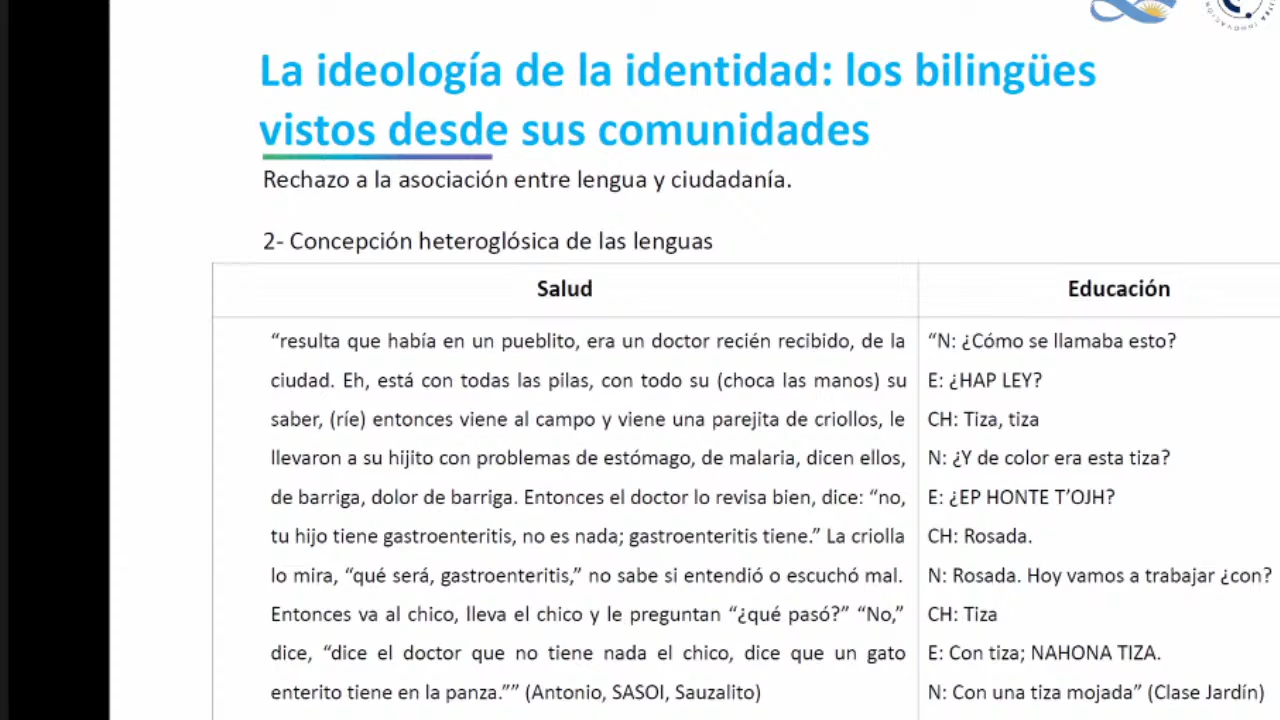 La ideología de la identidad: los bilingües
vistos desde sus comunidades
Rechazo a la asociación entre lengua y ciudadanía.
2- Concepción heteroglósica de las lenguas
Salud
“resulta que había en un pueblito, era un doctor recién recibido, de la
ciudad. Eh, está con todas las pilas, con todo su (choca las manos) su
saber, (ríe) entonces viene al campo y viene una parejita de criollos, le
llevaron a su hijito con problemas de estómago, de malaria, dicen ellos,
de barriga, dolor de barriga. Entonces el doctor lo revisa bien, dice: “no,
tu hijo tiene gastroenteritis, no es nada; gastroenteritis tiene.” La criolla
lo mira, “qué será, gastroenteritis,” no sabe si entendió o escuchó mal.
Entonces va al chico, lleva el chico y le preguntan “¿qué pasó?” “No,”
dice, “dice el doctor que no tiene nada el chico, dice que un gato
enterito tiene en la panza.”” (Antonio, SASOI, Sauzalito)
Educación
“N: ¿Cómo se llamaba esto?
E: ¿HAP LEY?
CH: Tiza, tiza
N: ¿Y de color era esta tiza?
E: ¿EP HONTE T’OJH?
CH: Rosada.
N: Rosada. Hoy vamos a trabajar ¿con?
CH: Tiza
E: Con tiza; NAHONA TIZA.
N: Con una tiza mojada” (Clase Jardín)